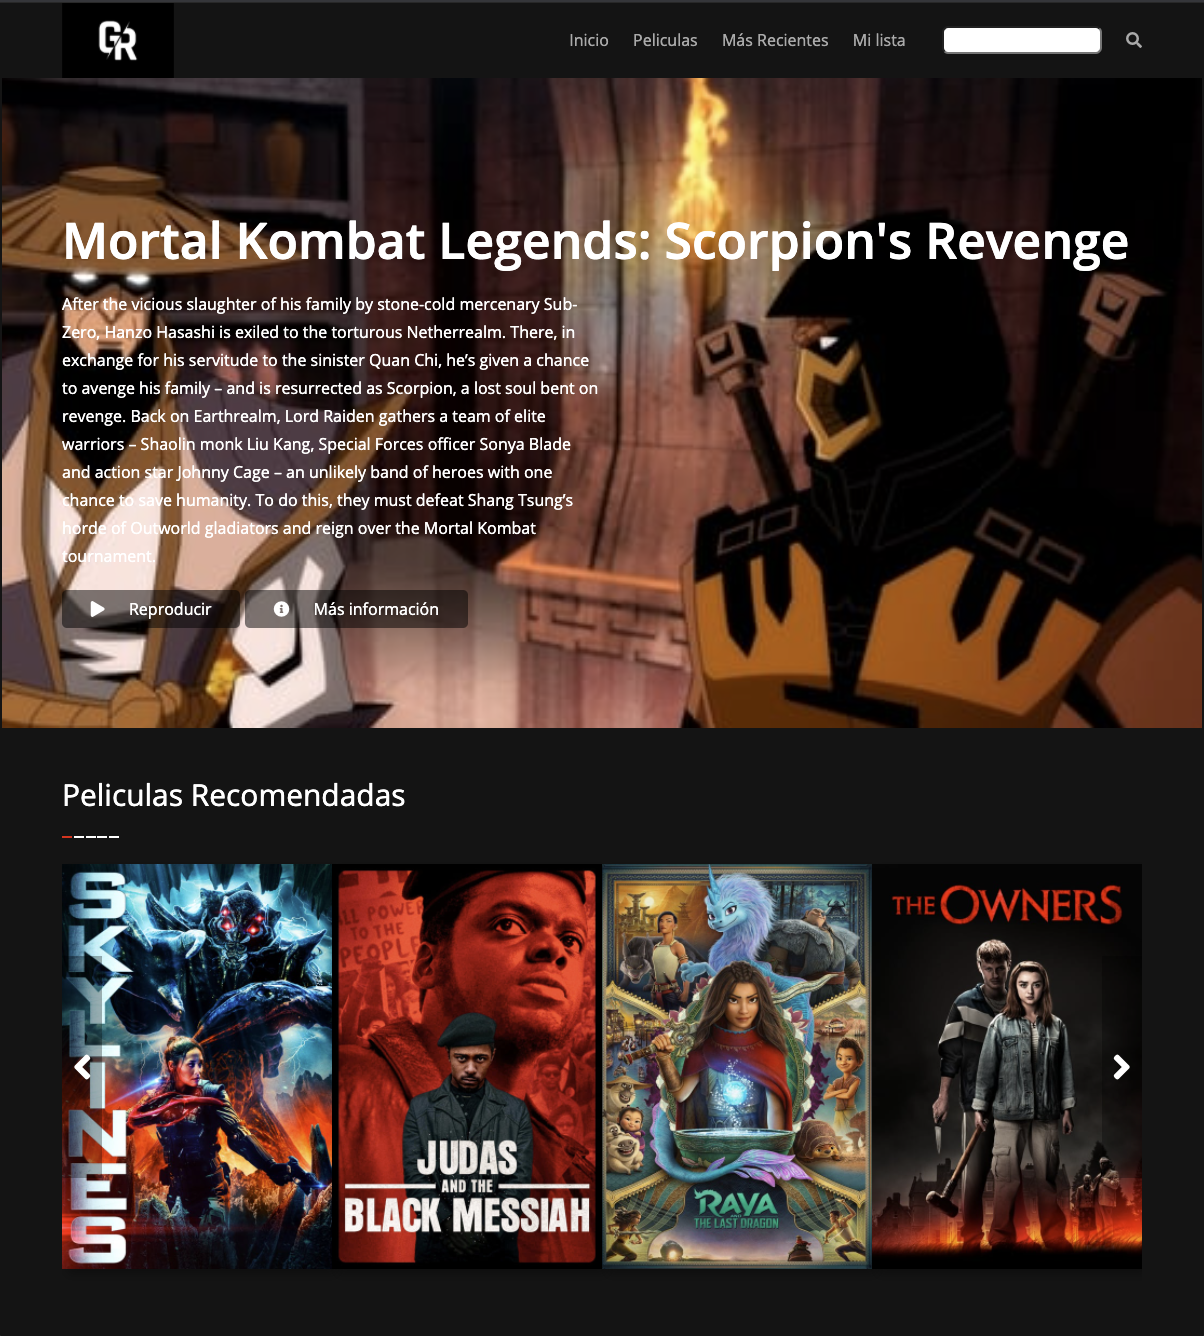 GR
Inicio Peliculas Más Recientes Mi lista
Mortal Kombat Legends: Scorpion's Revenge
After the vicious slaughter of his family by stone-cold mercenary Sub-
Zero, Hanzo Hasashi is exiled to the torturous Netherrealm. There, in
exchange for his servitude to the sinister Quan Chi, he’s given a chance
to avenge his family – and is resurrected as Scorpion, a lost soul bent on
revenge. Back on Earthrealm, Lord Raiden gathers a team of elite
warriors – Shaolin monk Liu Kang, Special Forces officer Sonya Blade
and action star Johnny Cage – an unlikely band of heroes with one
chance to save humanity. To do this, they must defeat Shang Tsung’s
horde of Outworld gladiators and reign over the Mortal Kombat
tournament.
Reproducir
Más información
Peliculas Recomendadas
SKYLINES
ALL POWER
TO THE
PEOPLE
JUDAS
AND THE
BLACK MESSIAH
RAYA
AND
THE LAST DRAGON
THE OWNERS